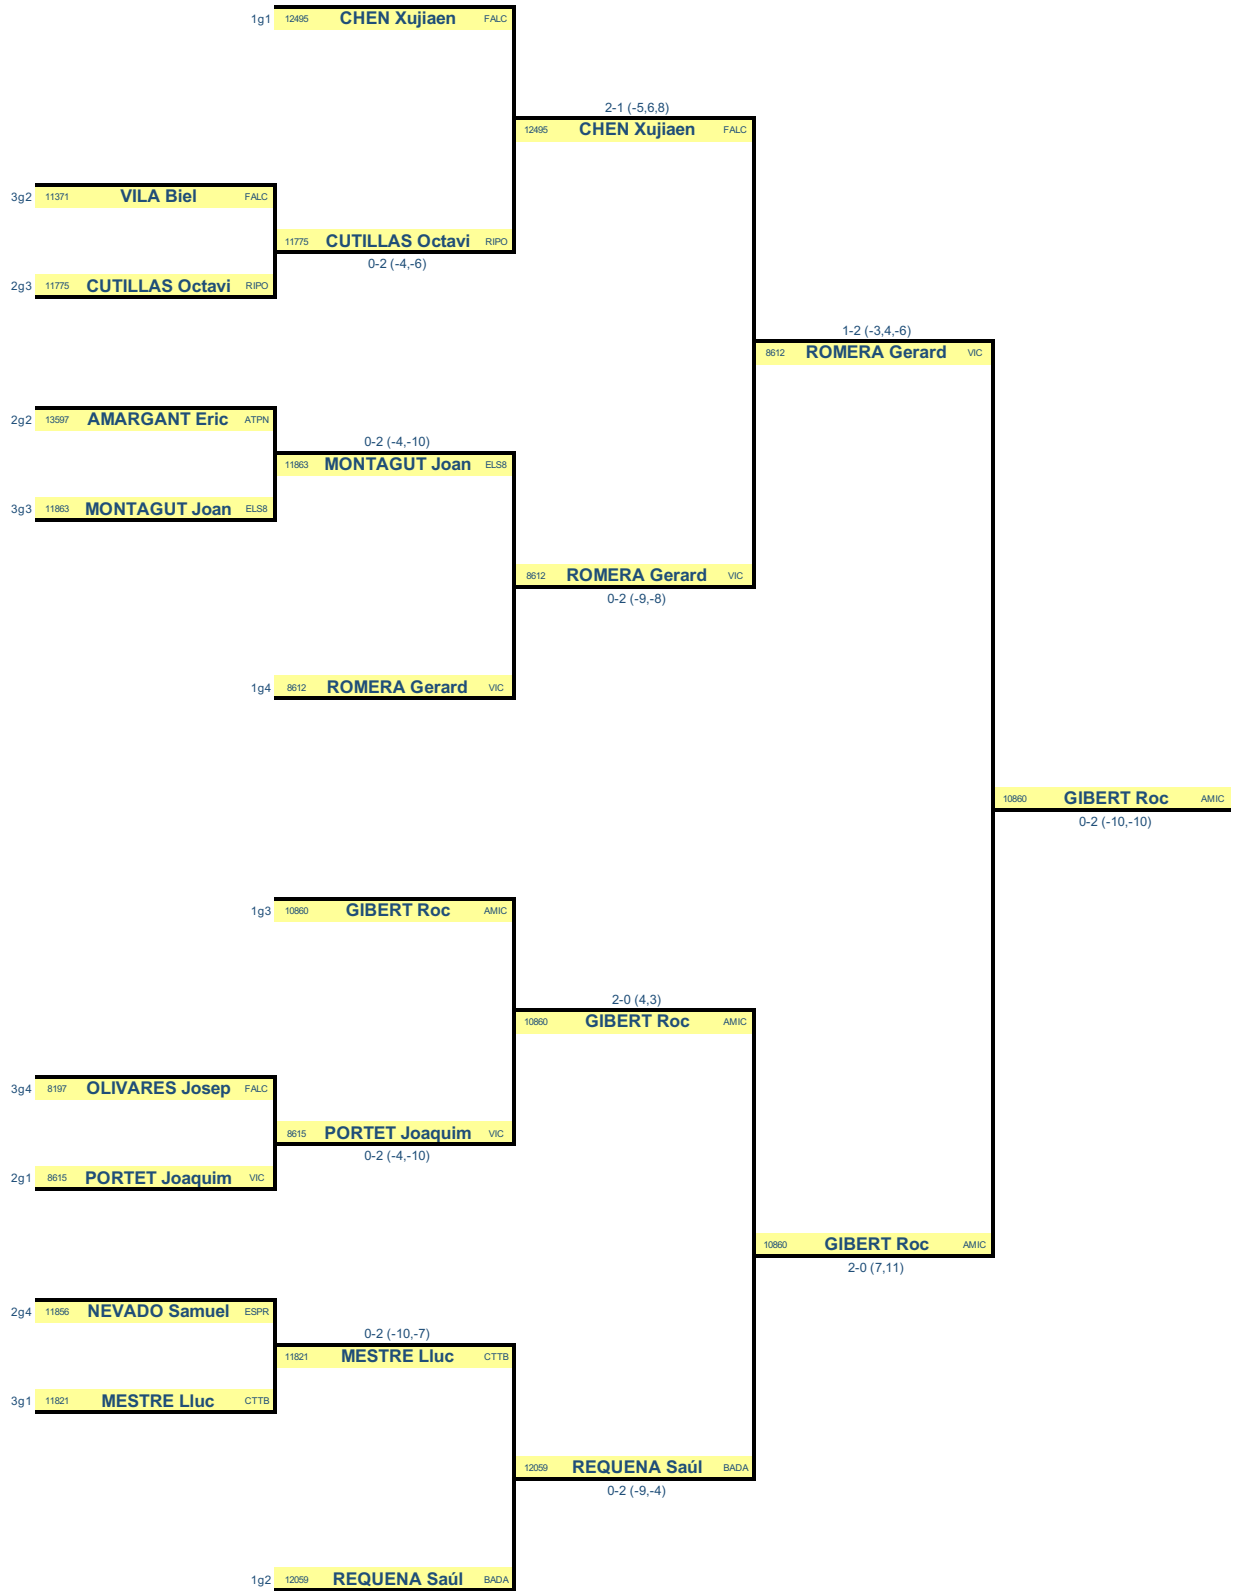 1g1 12495 CHEN Xujiaen FALC
2-1 (-5,6,8)
12495 CHEN Xujiaen FALC
3g2 11371 VILA Biel FALC
11775 CUTILLAS Octavi RIPO
0-2 (-4,-6)
2g3 11775 CUTILLAS Octavi RIPO
1-2 (-3,4,-6)
8612 ROMERA Gerard VIC
2g2 13597 AMARGANT Eric ATPN
0-2 (-4,-10)
11863 MONTAGUT Joan ELS8
3g3 11863 MONTAGUT Joan ELS8
8612 ROMERA Gerard VIC
0-2 (-9,-8)
1g4 8612 ROMERA Gerard VIC
10860 GIBERT Roc AMIC
0-2 (-10,-10)
1g3 10860 GIBERT Roc AMIC
2-0 (4,3)
10860 GIBERT Roc AMIC
3g4 8197 OLIVARES Josep FALC
8615 PORTET Joaquim VIC
0-2 (-4,-10)
2g1 8615 PORTET Joaquim VIC
10860 GIBERT Roc AMIC
2-0 (7,11)
2g4 11856 NEVADO Samuel ESPR
0-2 (-10,-7)
11821 MESTRE Lluc CTTB
3g1 11821 MESTRE Lluc CTTB
12059 REQUENA Saúl BADA
0-2 (-9,-4)
1g2 12059 REQUENA Saúl BADA